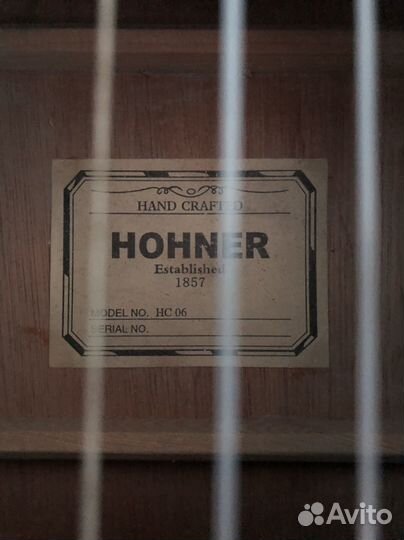 HAND CRAFTED
HOHNER
Established
1857
MODEL NO. HC 06
SERIAL NO.
Avito